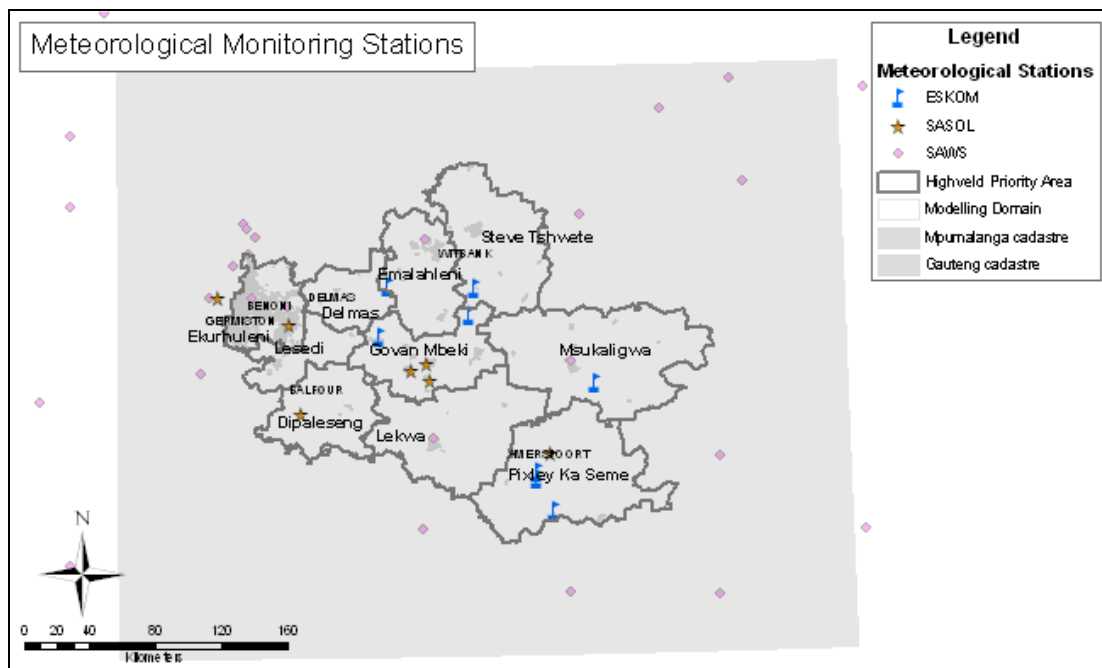 Meteorological Monitoring Stations
Legend
Meteorological Stations
ESKOM
SASOL
SAWS
Highveld Priority Area
Modelling Domain
Mpumalanga cadastre
Gauteng cadastre
Steve Tshwete
WITBANK
Emalahleni
DELMAS
Delmas
BENONI
GERMISTON
Ekurhuleni
Lesedi
Govan Mbeki
Msukaligwa
BALFOUR
Dipaleseng
Lekwa
Pixley Ka Seme
N
0 20 40 80 120 160
Kilometers